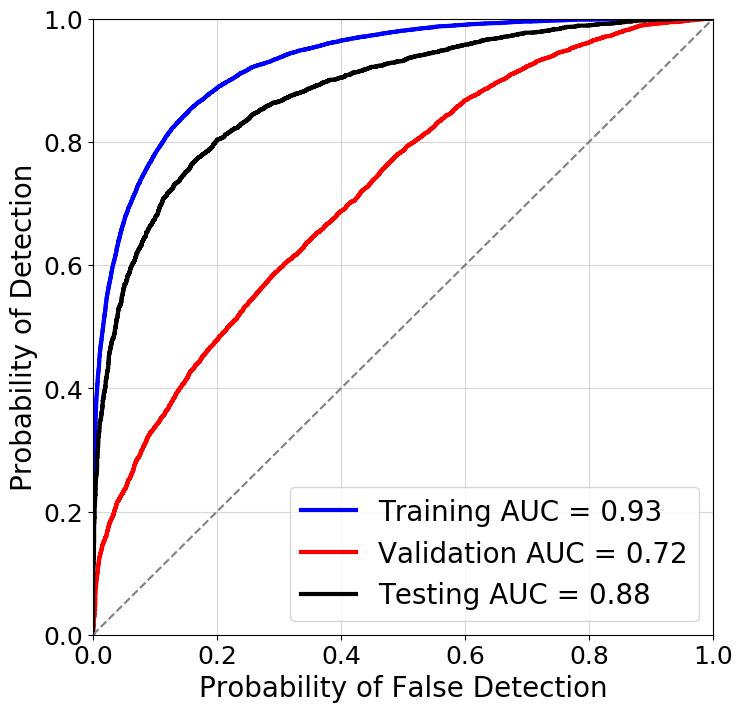 1.0
0.8
0.6
0.4
0.2
0.0
Probability of Detection
Training AUC = 0.93
Validation AUC = 0.72
Testing AUC = 0.88
0.0 0.2 0.4 0.6 0.8 1.0
Probability of False Detection